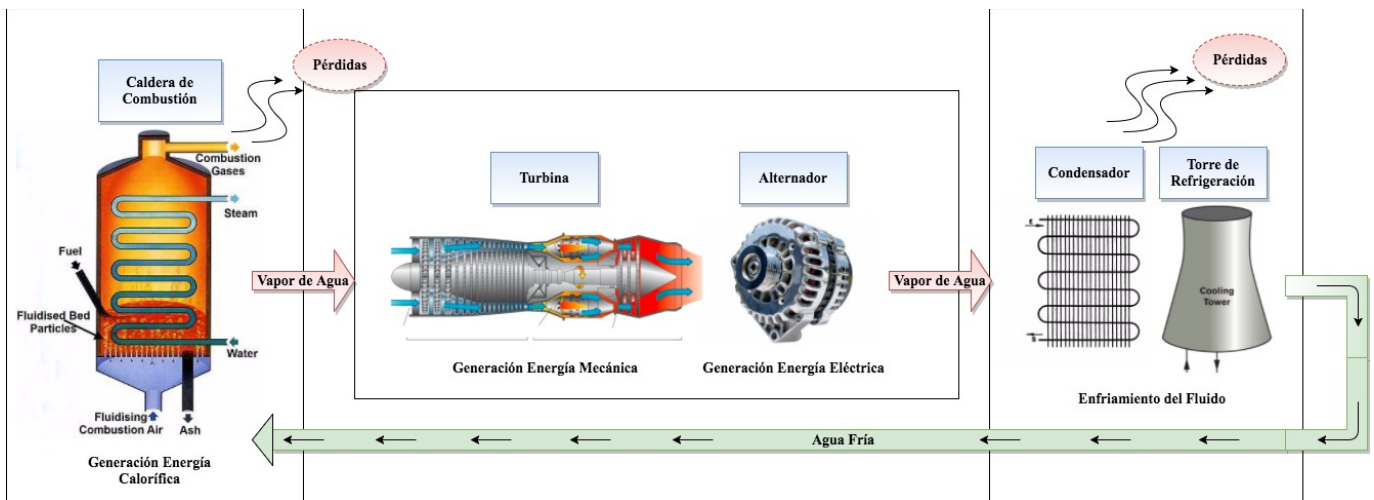 Caldera de
Combustión
Pérdidas
Combustion
Gases
Steam
Fuel
Fluidised Bed
Particles
Water
Fluidising
Combustion Air
Ash
Generación Energía
Calorífica
Vapor de Agua
Turbina
Alternador
Generación Energía Mecánica
Generación Energía Eléctrica
Vapor de Agua
Pérdidas
Condensador
Torre de
Refrigeración
E
S
Cooling
Tower
Enfriamiento del Fluido
Agua Fría